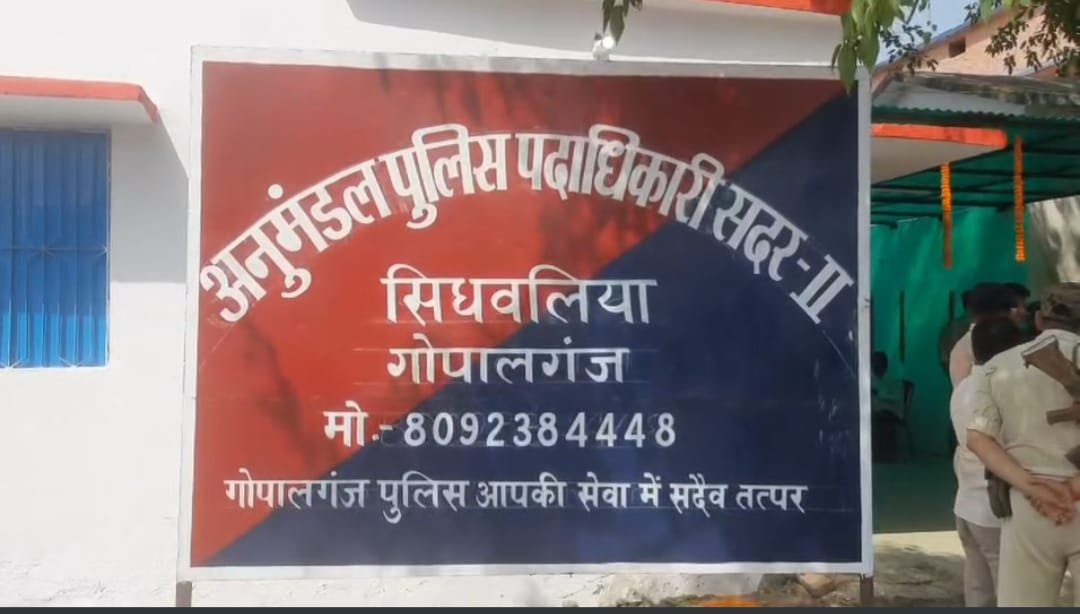 अनुमंडल पुलिस पदाधिकारी सदर-II
सिधवलिया
गोपालगंज
मो.-8092384448
गोपालगंज पुलिस आपकी सेवा में सदैव तत्पर